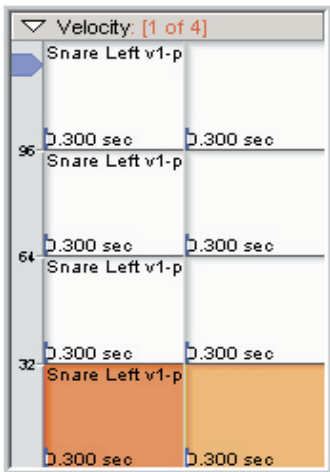 Velocity: [1 of 4]
Snare Left v1-p
0.300 sec 0.300 sec
96
Snare Left v1-p
0.300 sec 0.300 sec
64
Snare Left v1-p
0.300 sec 0.300 sec
32
Snare Left v1-p
0.300 sec 0.300 sec